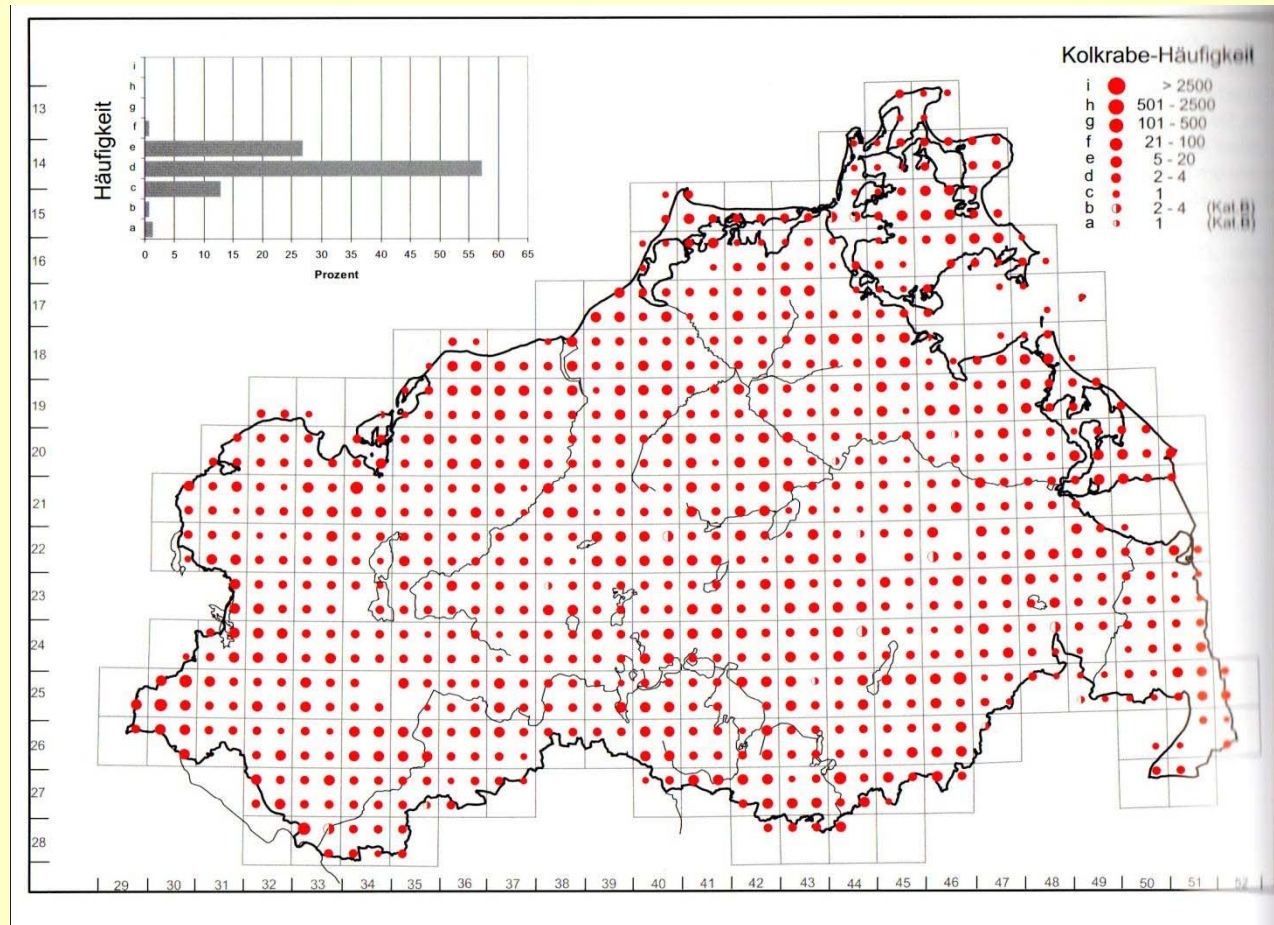 Häufigkeit
i
h
g
f
e
d
c
b
a
0 5 10 15 20 25 30 35 40 45 50 55 60 65
Prozent
Kolkrabe-Häufigkeit
i > 2500
h 501 - 2500
g 101 - 500
f 21 - 100
e 5 - 20
d 2 - 4
c 1
b 2 - 4 (Kat.B)
a 1 (Kat.B)
13
14
15
16
17
18
19
20
21
22
23
24
25
26
27
28
29 30 31 32 33 34 35 36 37 38 39 40 41 42 43 44 45 46 47 48 49 50 51 52